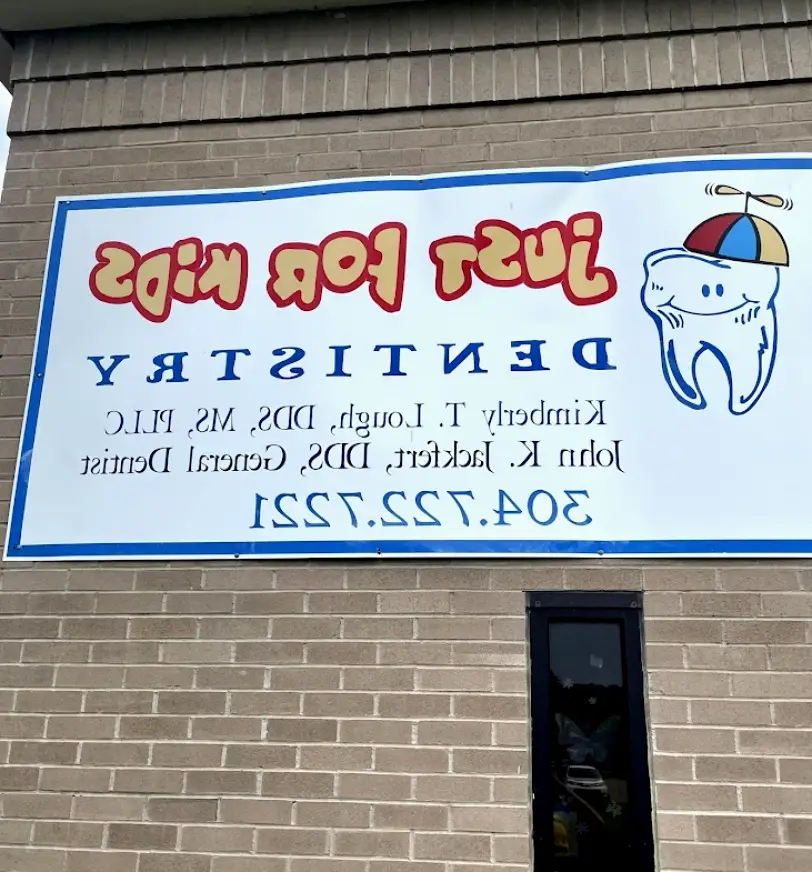 JUST FOR KiDS
DENTISTRY
Kimberly T. Lough, DDS, MS, PLLC
John K. Jackfert, DDS, General Dentist
304.722.7221